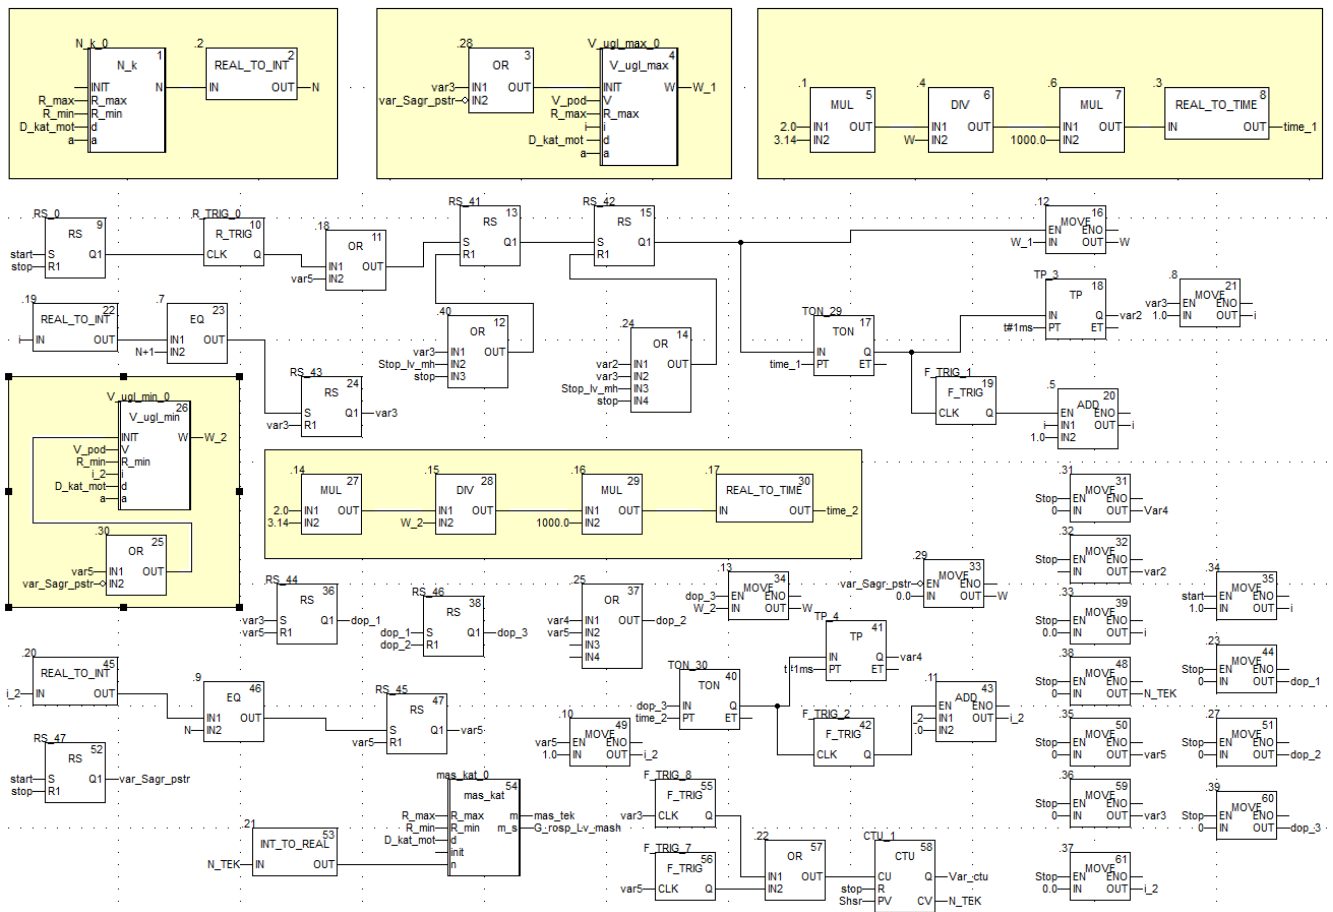 N_k_0
N_k
1
INIT
N
R_max
R_max
R_min
R_min
D_kat_mot
d
a
a
.2
REAL_TO_INT
2
IN
OUT
N
.28
OR
3
var3
IN1
OUT
var_Sagr_pstr
IN2
V_ugl_max_0
V_ugl_max
4
INIT
W
W_1
V_pod
V
R_max
R_max
i
i
D_kat_mot
d
a
a
.1
MUL
5
2.0
IN1
OUT
3.14
IN2
.4
DIV
6
IN1
OUT
W
IN2
.6
MUL
7
IN1
OUT
1000.0
IN2
.3
REAL_TO_TIME
8
IN
OUT
time_1
RS_0
RS
9
start
S
Q1
stop
R1
R_TRIG_0
R_TRIG
10
CLK
Q
.18
OR
11
IN1
OUT
var5
IN2
RS_41
RS
13
S
Q1
R1
RS_42
RS
15
S
Q1
R1
.12
MOVE
16
EN
ENO
W_1
IN
OUT
W
.19
REAL_TO_INT
22
i
IN
OUT
.7
EQ
23
IN1
OUT
N+1
IN2
.40
OR
12
var3
IN1
OUT
Stop_lv_mh
IN2
stop
IN3
.24
OR
14
var2
IN1
OUT
var3
IN2
Stop_lv_mh
IN3
stop
IN4
TON_29
TON
17
IN
Q
time_1
PT
ET
TP_3
TP
18
IN
Q
var2
t#1ms
PT
ET
.8
MOVE
21
var3
EN
ENO
1.0
IN
OUT
i
RS_43
RS
24
S
Q1
var3
var3
R1
F_TRIG_1
F_TRIG
19
CLK
Q
.5
ADD
20
EN
ENO
i
IN1
OUT
i
1.0
IN2
V_ugl_min_0
V_ugl_min
26
INIT
W
W_2
V_pod
V
R_min
R_min
i_2
i
D_kat_mot
d
a
a
.30
OR
25
var5
IN1
OUT
var_Sagr_pstr
IN2
.14
MUL
27
2.0
IN1
OUT
3.14
IN2
.15
DIV
28
IN1
OUT
W_2
IN2
.16
MUL
29
IN1
OUT
1000.0
IN2
.17
REAL_TO_TIME
30
IN
OUT
time_2
.31
MOVE
31
Stop
EN
ENO
0
IN
OUT
Var4
.32
MOVE
32
Stop
EN
ENO
IN
OUT
var2
RS_44
RS
36
var3
S
Q1
dop_1
var5
R1
RS_46
RS
38
dop_1
S
Q1
dop_3
dop_2
R1
.25
OR
37
var4
IN1
OUT
dop_2
var5
IN2
IN3
IN4
.13
MOVE
34
dop_3
EN
ENO
W_2
IN
OUT
W
.29
MOVE
33
var_Sagr_pstr
EN
ENO
0.0
IN
OUT
W
.33
MOVE
39
Stop
EN
ENO
0.0
IN
OUT
i
.34
MOVE
35
start
EN
ENO
1.0
IN
OUT
i
TP_4
TP
41
IN
Q
var4
t#1ms
PT
ET
.20
REAL_TO_INT
45
i_2
IN
OUT
.9
EQ
46
IN1
OUT
N
IN2
RS_45
RS
47
S
Q1
var5
var5
R1
TON_30
TON
40
dop_3
IN
Q
time_2
PT
ET
F_TRIG_2
F_TRIG
42
CLK
Q
.11
ADD
43
EN
ENO
_2
IN1
OUT
i_2
.0
IN2
.38
MOVE
48
Stop
EN
ENO
0
IN
OUT
N_TEK
.23
MOVE
44
Stop
EN
ENO
0
IN
OUT
dop_1
.10
MOVE
49
var5
EN
ENO
1.0
IN
OUT
i_2
.35
MOVE
50
Stop
EN
ENO
0
IN
OUT
var5
.27
MOVE
51
Stop
EN
ENO
0
IN
OUT
dop_2
RS_47
RS
52
start
S
Q1
var_Sagr_pstr
stop
R1
mas_kat_0
mas_kat
54
R_max
R_max
m
mas_tek
R_min
R_min
m_s
G_rosp_Lv_mash
D_kat_mot
d
init
n
.21
INT_TO_REAL
53
N_TEK
IN
OUT
F_TRIG_8
F_TRIG
55
var3
CLK
Q
F_TRIG_7
F_TRIG
56
var5
CLK
Q
.22
OR
57
IN1
OUT
IN2
CTU_1
CTU
58
CU
Q
Var_ctu
stop
R
Shsr
PV
CV
N_TEK
.36
MOVE
59
Stop
EN
ENO
0
IN
OUT
var3
.39
MOVE
60
Stop
EN
ENO
0
IN
OUT
dop_3
.37
MOVE
61
Stop
EN
ENO
0.0
IN
OUT
i_2